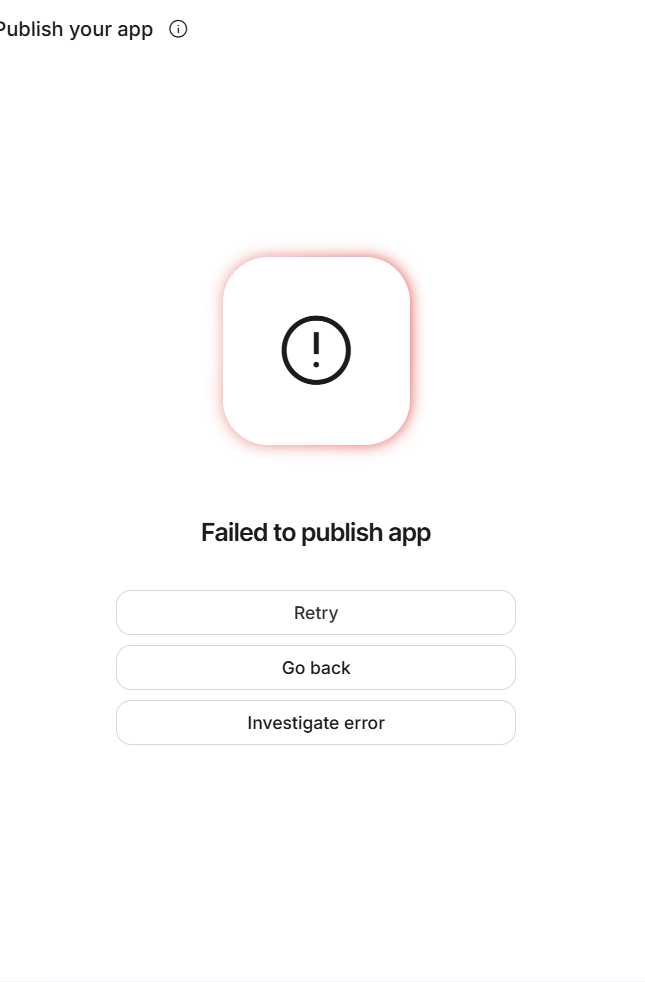 Publish your app
Failed to publish app
Retry
Go back
Investigate error